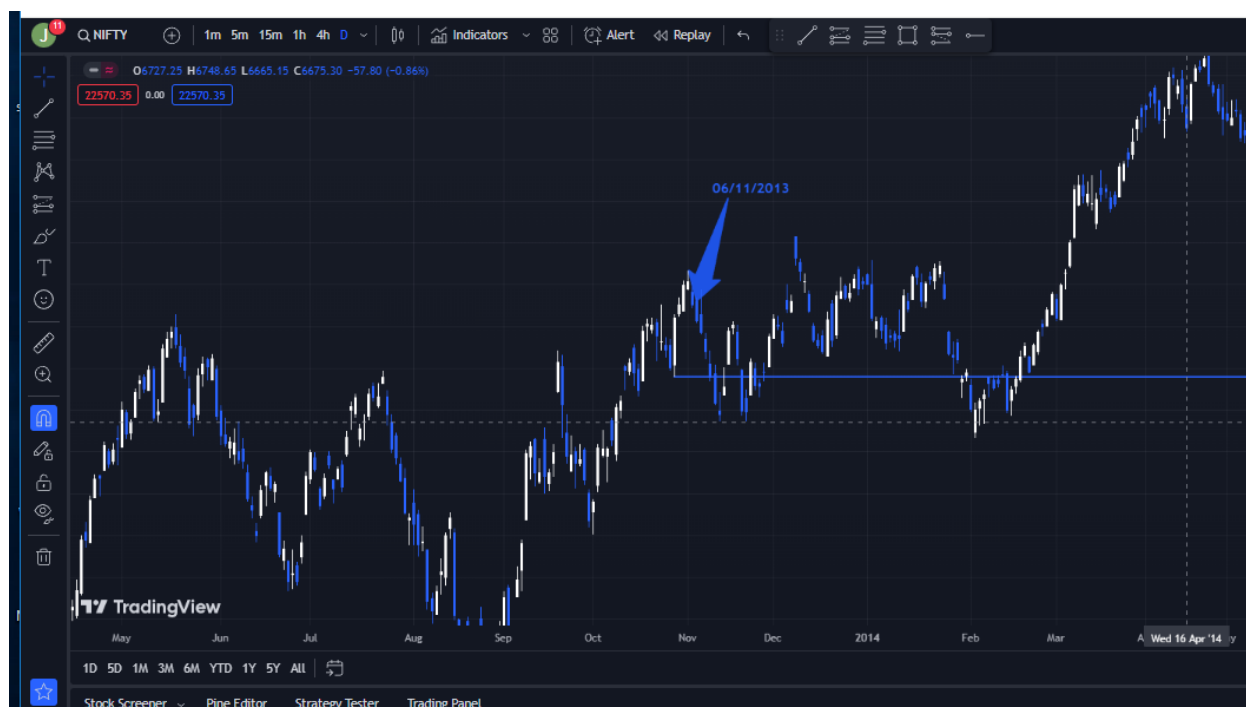 J 11 NIFTY 1m 5m 15m 1h 4h D Indicators Alert Replay
O6727.25 H6748.65 L6665.15 C6675.30 −57.80 (−0.86%)
22570.35 0.00 22570.35
06/11/2013
TradingView
May Jun Jul Aug Sep Oct Nov Dec 2014 Feb Mar A Wed 16 Apr '14 y
1D 5D 1M 3M 6M YTD 1Y 5Y All
Stock Screener Pine Editor Strategy Tester Trading Panel